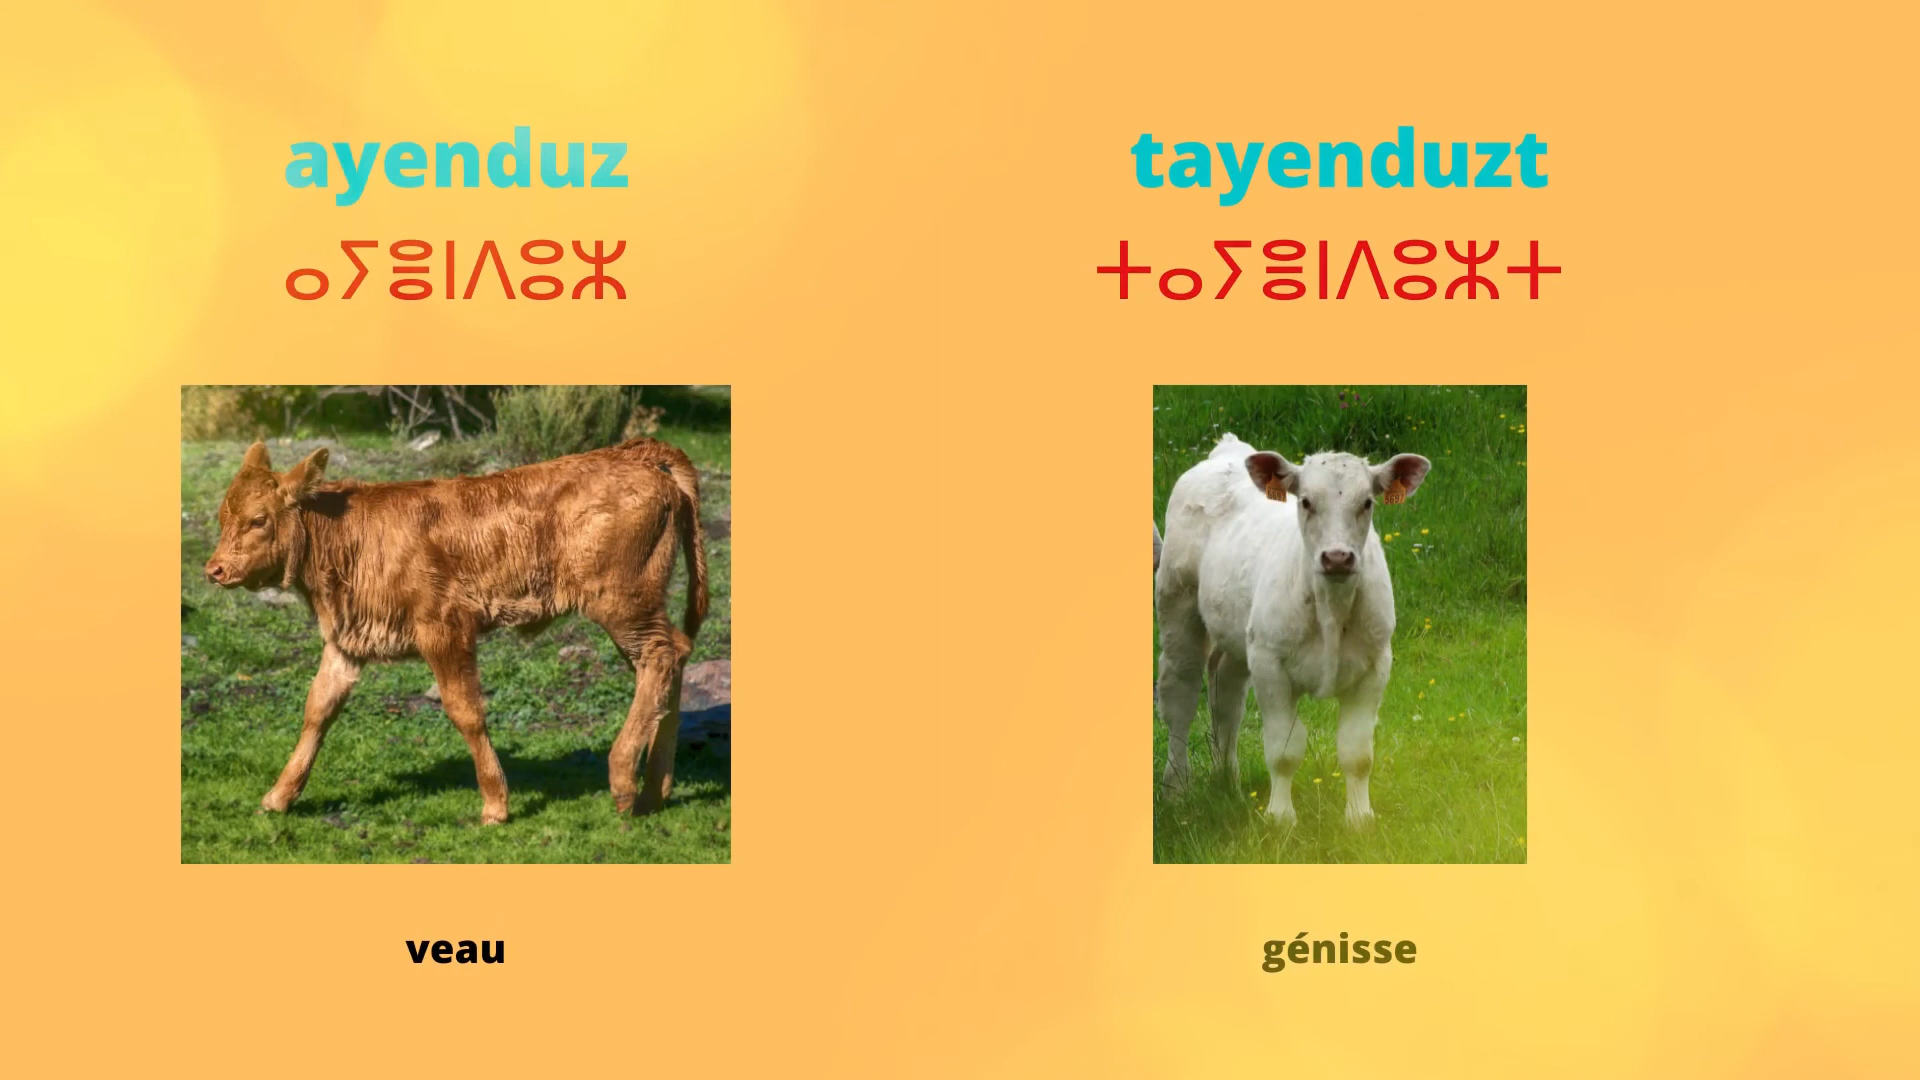 ayenduz
ⴰⵢⴻⵏⴷⵓⵣ
veau
tayenduzt
ⵜⴰⵢⴻⵏⴷⵓⵣⵜ
génisse